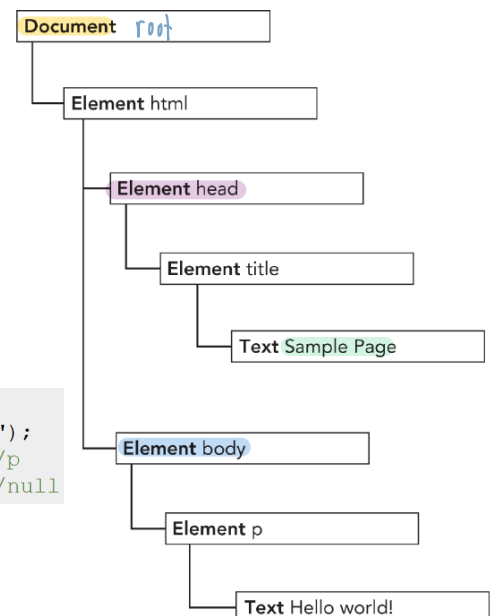 Document root
Element html
Element head
Element title
Text Sample Page
');
/p
/null
Element body
Element p
Text Hello world!